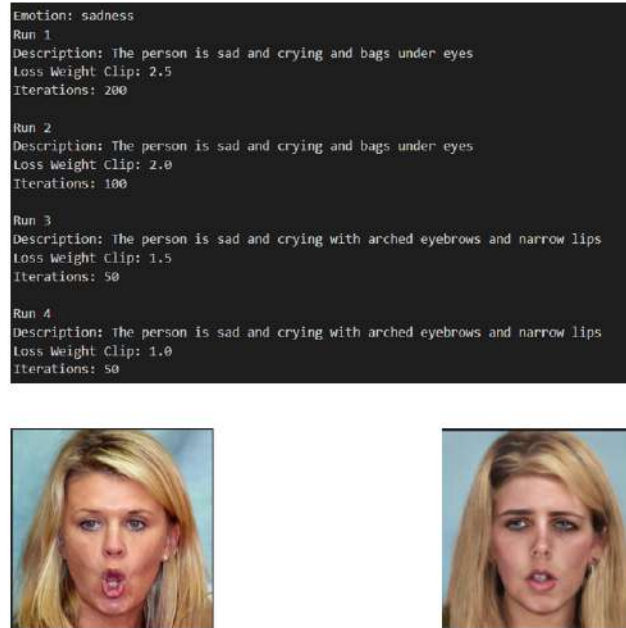 Emotion: sadness
Run 1
Description: The person is sad and crying and bags under eyes
Loss Weight Clip: 2.5
Iterations: 200
Run 2
Description: The person is sad and crying and bags under eyes
Loss Weight Clip: 2.0
Iterations: 100
Run 3
Description: The person is sad and crying with arched eyebrows and narrow lips
Loss Weight Clip: 1.5
Iterations: 50
Run 4
Description: The person is sad and crying with arched eyebrows and narrow lips
Loss Weight Clip: 1.0
Iterations: 50